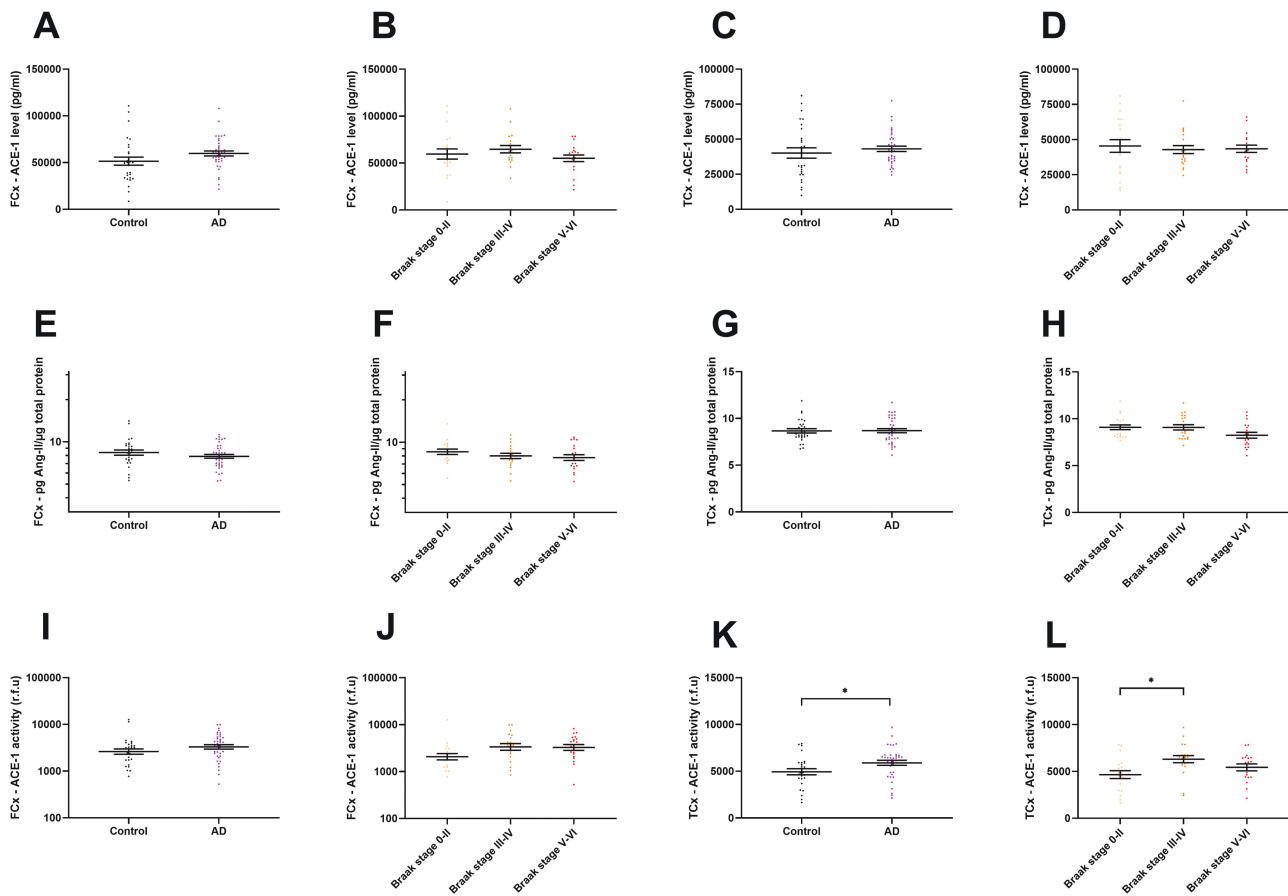 A
B
C
D
FCx - ACE-1 level (pg/ml)
150000
100000
50000
0
Control
AD
FCx - ACE-1 level (pg/ml)
150000
100000
50000
0
Braak stage 0-II
Braak stage III-IV
Braak stage V-VI
TCx - ACE-1 level (pg/ml)
100000
75000
50000
25000
0
Control
AD
TCx - ACE-1 level (pg/ml)
100000
75000
50000
25000
0
Braak stage 0-II
Braak stage III-IV
Braak stage V-VI
E
F
G
H
FCx - pg Ang-II/μg total protein
10
Control
AD
FCx - pg Ang-II/μg total protein
10
Braak stage 0-II
Braak stage III-IV
Braak stage V-VI
TCx - pg Ang-II/μg total protein
15
10
5
0
Control
AD
TCx - pg Ang-II/μg total protein
15
10
5
0
Braak stage 0-II
Braak stage III-IV
Braak stage V-VI
I
J
K
L
FCx - ACE-1 activity (r.f.u)
100000
10000
1000
100
Control
AD
FCx - ACE-1 activity (r.f.u)
100000
10000
1000
100
Braak stage 0-II
Braak stage III-IV
Braak stage V-VI
TCx - ACE-1 activity (r.f.u)
15000
10000
5000
0
*
Control
AD
TCx - ACE-1 activity (r.f.u)
15000
10000
5000
0
*
Braak stage 0-II
Braak stage III-IV
Braak stage V-VI